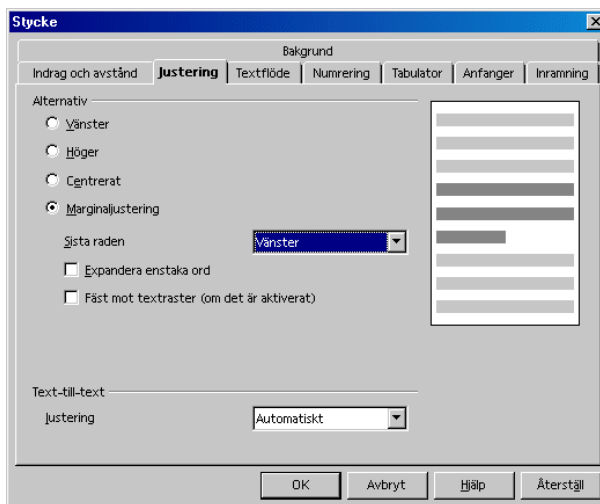 Stycke
Bakgrund
Indrag och avstånd Justering Textflöde Numrering Tabulator Anfanger Inramning
Alternativ
Vänster
Höger
Centrerat
Marginaljustering
Sista raden Vänster
Expandera enstaka ord
Fäst mot textraster (om det är aktiverat)
Text-till-text
Justering Automatiskt
OK Avbryt Hjälp Återställ